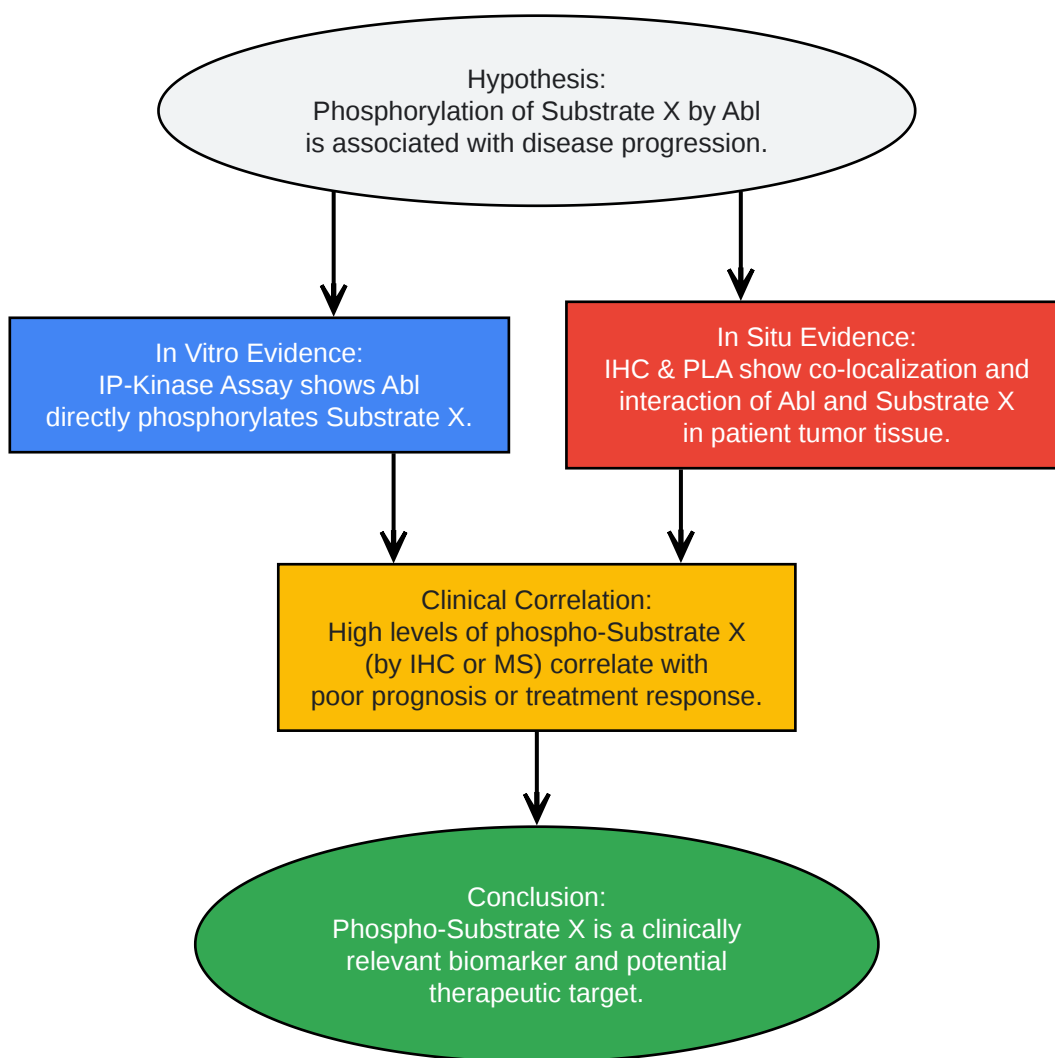 Hypothesis:
Phosphorylation of Substrate X by Abl
is associated with disease progression.
In Vitro Evidence:
IP-Kinase Assay shows Abl
directly phosphorylates Substrate X.
In Situ Evidence:
IHC & PLA show co-localization and
interaction of Abl and Substrate X
in patient tumor tissue.
Clinical Correlation:
High levels of phospho-Substrate X
(by IHC or MS) correlate with
poor prognosis or treatment response.
Conclusion:
Phospho-Substrate X is a clinically
relevant biomarker and potential
therapeutic target.